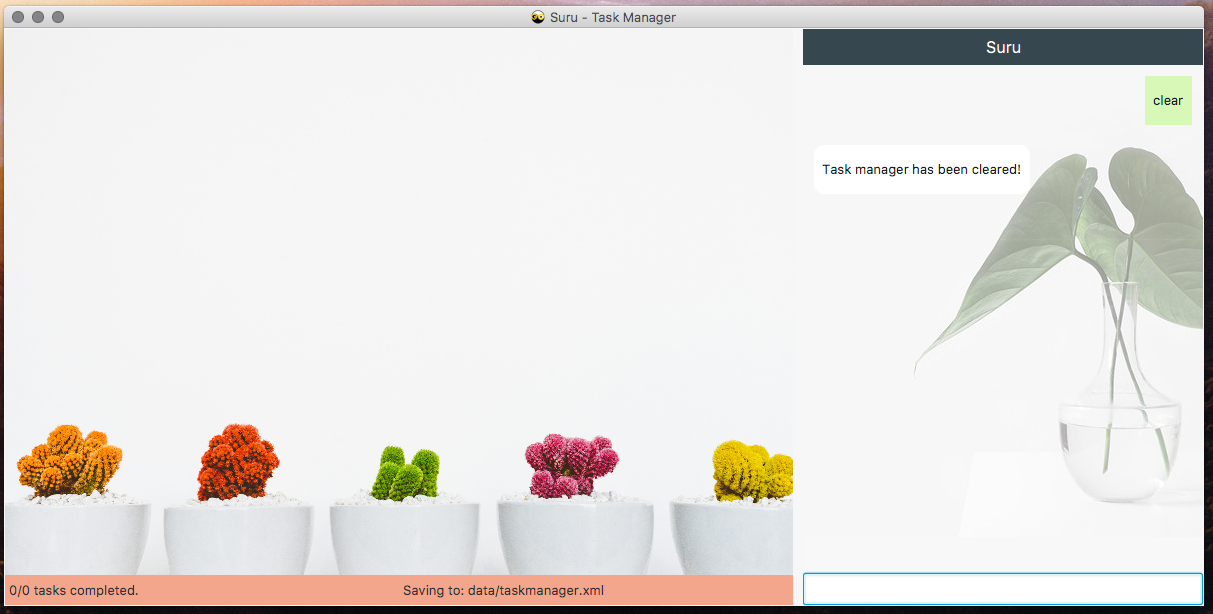 Suru - Task Manager
Suru
clear
Task manager has been cleared!
0/0 tasks completed.
Saving to: data/taskmanager.xml